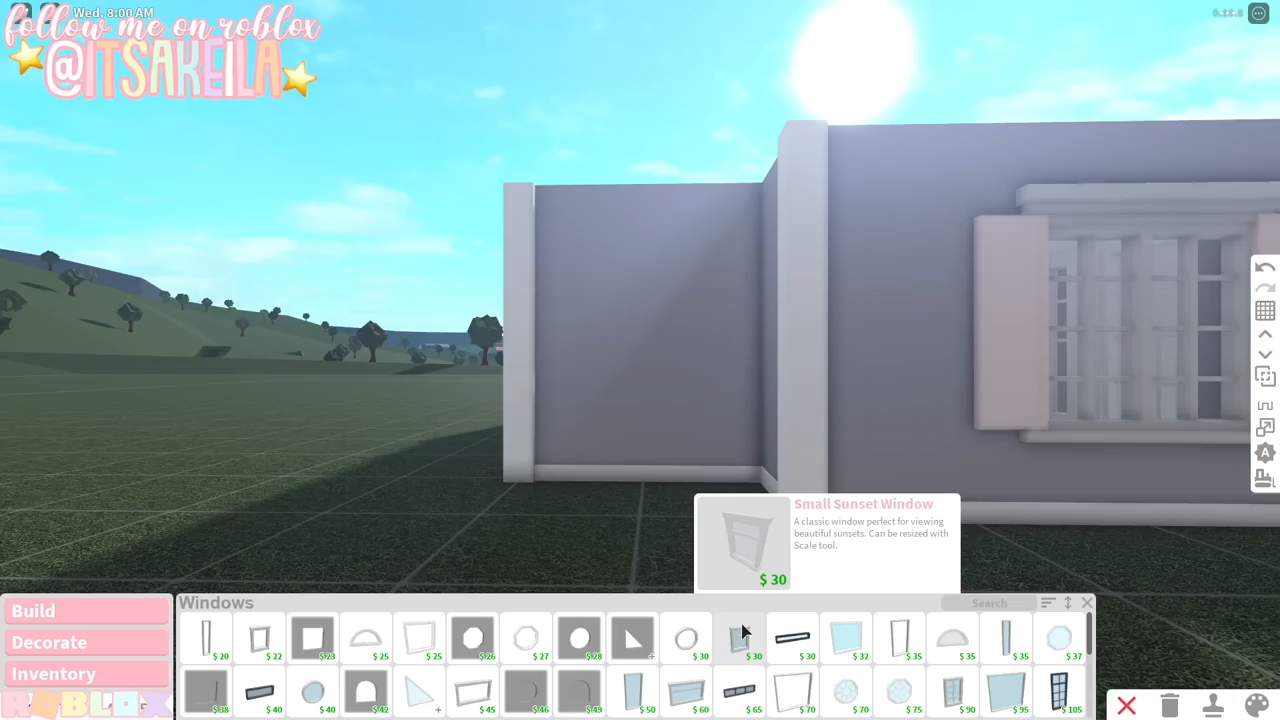 Wed. 8:00 AM
follow me on roblox
@ITSAKEILA
Small Sunset Window
A classic window perfect for viewing
beautiful sunsets. Can be resized with
Scale tool.
$ 30
Build
Decorate
Inventory
ROBLOX
Windows
Search
$ 20
$ 22
$ 23
$ 25
$ 25
$ 26
$ 27
$ 28
$ 30
$ 30
$ 30
$ 32
$ 35
$ 35
$ 35
$ 37
$ 38
$ 40
$ 40
$ 42
$ 45
$ 46
$ 49
$ 50
$ 60
$ 65
$ 70
$ 70
$ 75
$ 90
$ 95
$ 105
A